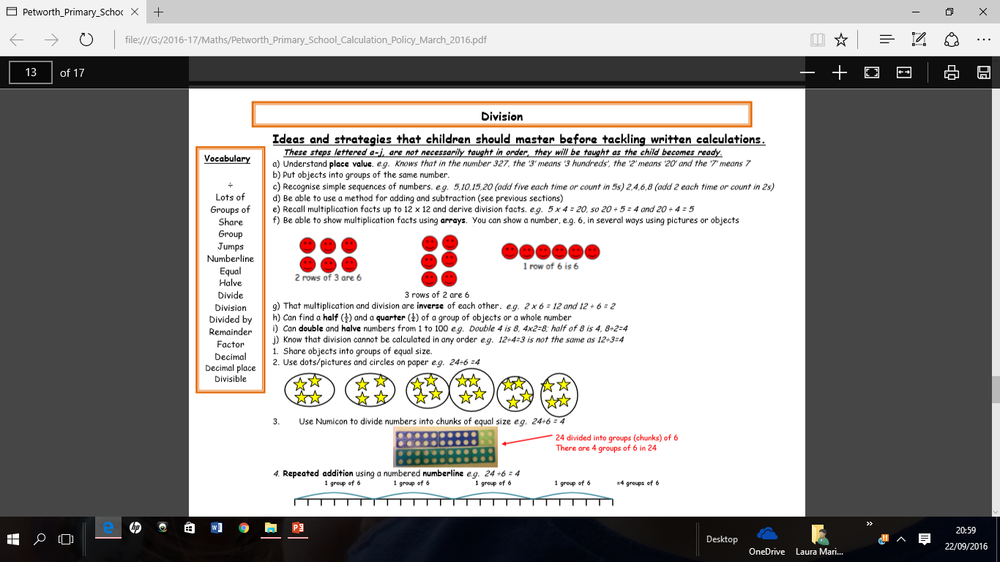 Petworth_Primary_Schoo
file:///G:/2016-17/Maths/Petworth_Primary_School_Calculation_Policy_March_2016.pdf
13 of 17
Division
Ideas and strategies that children should master before tackling written calculations.
These steps lettered a-j, are not necessarily taught in order, they will be taught as the child becomes ready.
Vocabulary
÷
Lots of
Groups of
Share
Group
Jumps
Numberline
Equal
Halve
Divide
Division
Divided by
Remainder
Factor
Decimal
Decimal place
Divisible
a) Understand place value. e.g. Knows that in the number 327, the '3' means '3 hundreds', the '2' means '20' and the '7' means 7
b) Put objects into groups of the same number.
c) Recognise simple sequences of numbers. e.g. 5,10,15,20 (add five each time or count in 5s) 2,4,6,8 (add 2 each time or count in 2s)
d) Be able to use a method for adding and subtraction (see previous sections)
e) Recall multiplication facts up to 12 x 12 and derive division facts. e.g. 5 x 4 = 20, so 20 ÷ 5 = 4 and 20 ÷ 4 = 5
f) Be able to show multiplication facts using arrays. You can show a number, e.g. 6, in several ways using pictures or objects
2 rows of 3 are 6
3 rows of 2 are 6
1 row of 6 is 6
g) That multiplication and division are inverse of each other. e.g. 2 x 6 = 12 and 12 ÷ 6 = 2
h) Can find a half (½) and a quarter (¼) of a group of objects or a whole number
i) Can double and halve numbers from 1 to 100 e.g. Double 4 is 8, 4x2=8; half of 8 is 4, 8÷2=4
j) Know that division cannot be calculated in any order e.g. 12÷4=3 is not the same as 12÷3=4
1. Share objects into groups of equal size.
2. Use dots/pictures and circles on paper e.g. 24÷6 =4
3. Use Numicon to divide numbers into chunks of equal size e.g. 24÷6 = 4
24 divided into groups (chunks) of 6
There are 4 groups of 6 in 24
4. Repeated addition using a numbered numberline e.g. 24 ÷6 = 4
1 group of 6 1 group of 6 1 group of 6 1 group of 6 =4 groups of 6
Desktop
OneDrive
Laura Mari...
20:59
22/09/2016